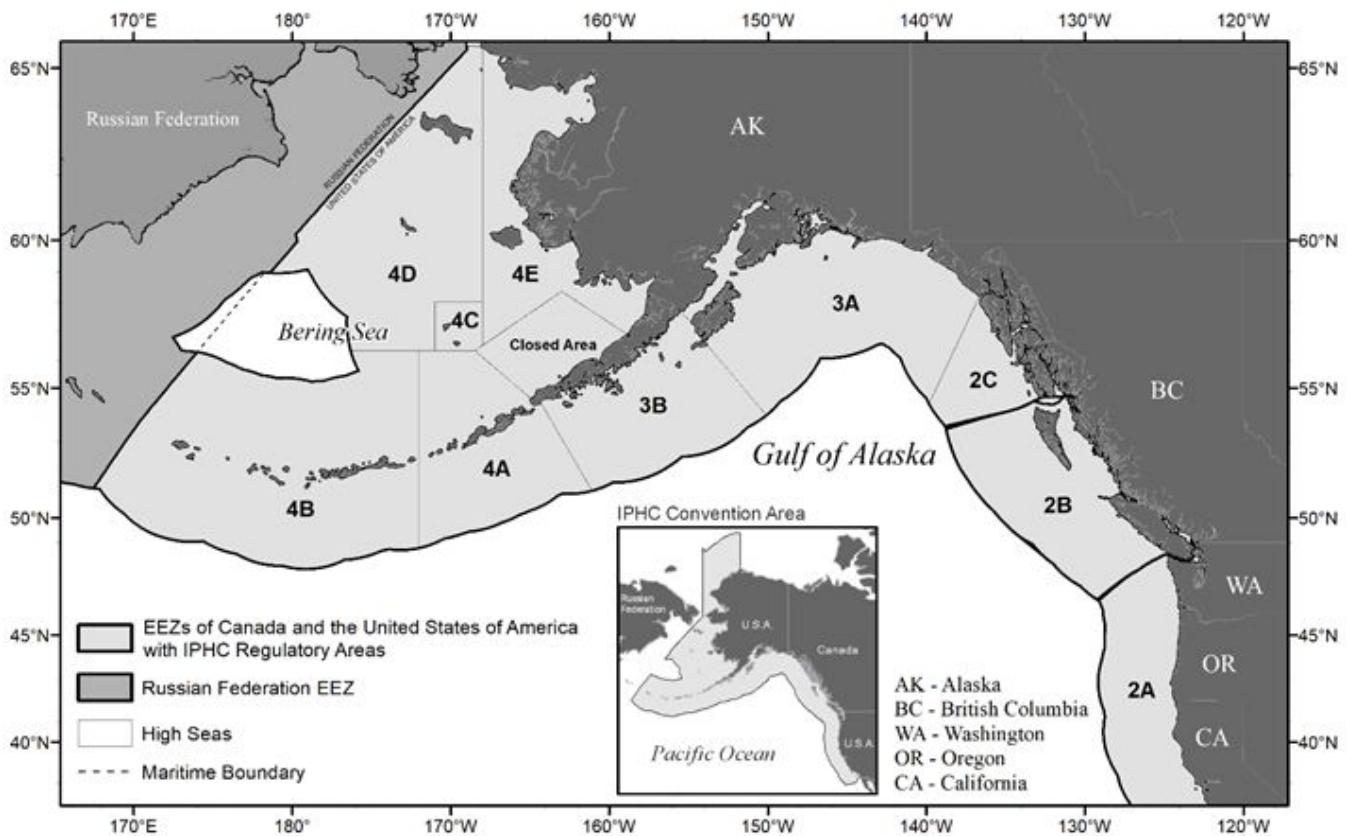 170°E 180° 170°W 160°W 150°W 140°W 130°W 120°W
65°N
65°N
Russian Federation
RUSSIAN FEDERATION
UNITED STATES OF AMERICA
AK
60°N
60°N
4D
4E
4C
Bering Sea
Closed Area
3A
55°N
55°N
3B
2C
BC
Gulf of Alaska
4A
4B
2B
50°N
50°N
IPHC Convention Area
WA
Russian
Federation
U.S.A.
Canada
U.S.A.
Pacific Ocean
EEZs of Canada and the United States of America
with IPHC Regulatory Areas
Russian Federation EEZ
High Seas
Maritime Boundary
45°N
45°N
OR
2A
AK - Alaska
BC - British Columbia
WA - Washington
OR - Oregon
CA - California
CA
40°N
40°N
170°E 180° 170°W 160°W 150°W 140°W 130°W 120°W